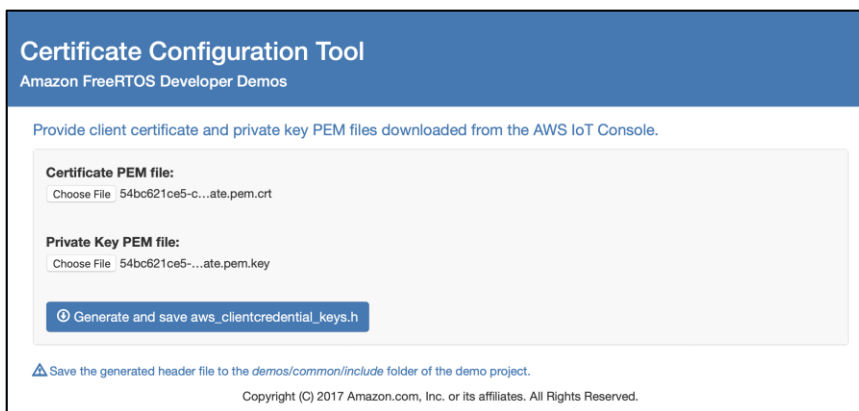 Certificate Configuration Tool
Amazon FreeRTOS Developer Demos
Provide client certificate and private key PEM files downloaded from the AWS IoT Console.
Certificate PEM file:
Choose File 54bc621ce5-c...ate.pem.crt
Private Key PEM file:
Choose File 54bc621ce5-...ate.pem.key
Generate and save aws_clientcredential_keys.h
Save the generated header file to the demos/common/include folder of the demo project.
Copyright (C) 2017 Amazon.com, Inc. or its affiliates. All Rights Reserved.